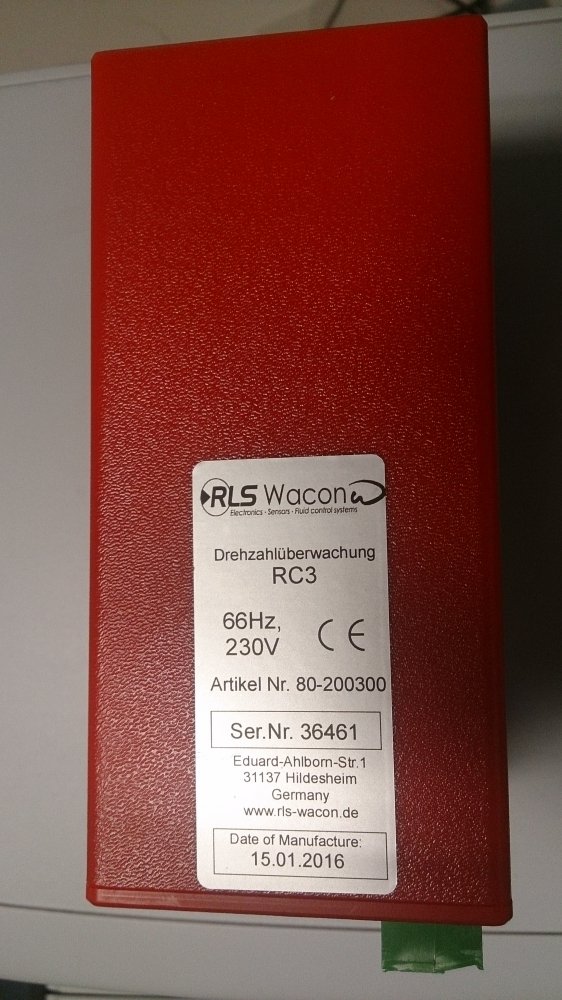 RLS Wacon
Electronics · Sensors · Fluid control systems
Drehzahlüberwachung
RC3
66Hz,
230V
CE
Artikel Nr. 80-200300
Ser.Nr. 36461
Eduard-Ahlborn-Str.1
31137 Hildesheim
Germany
www.rls-wacon.de
Date of Manufacture:
15.01.2016